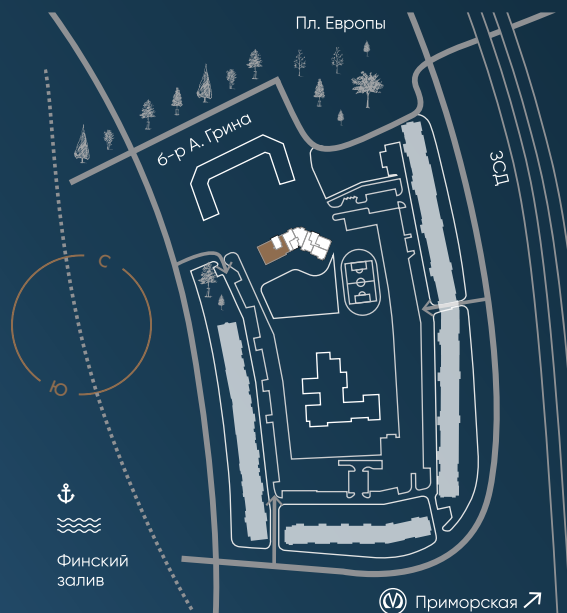 Пл. Европы
б-р А. Грина
ЗСД
С
Ю
Финский
залив
Приморская